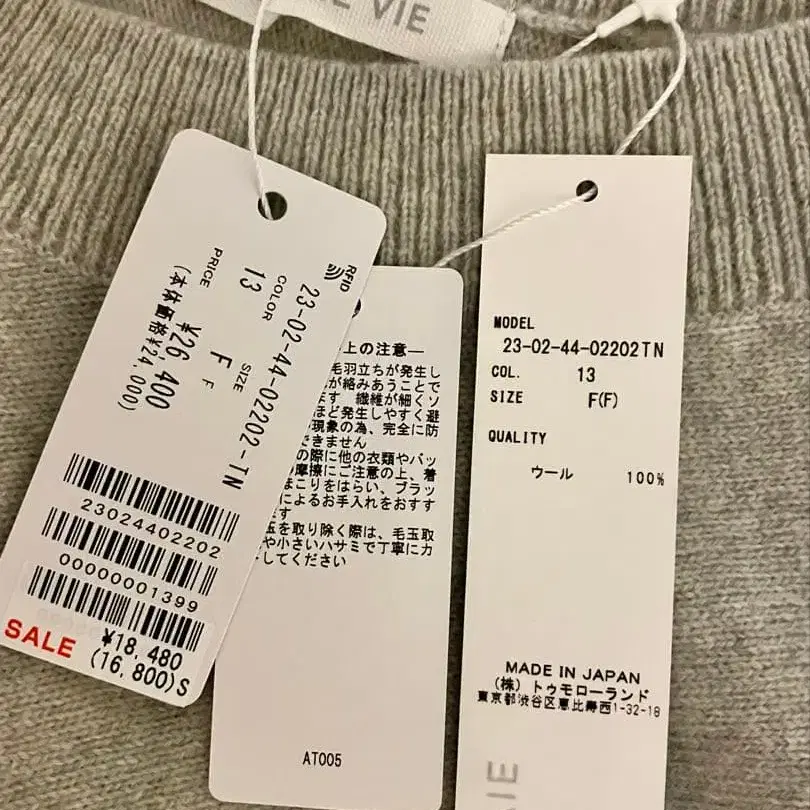 VIE
RFID
23-02-44-02202-TN
COLOR
13
SIZE
F
F
PRICE
¥26,400
(本体価格¥24,000)
23024402202
00000001399
SALE
¥18,480
(16,800)S
上の注意―
毛羽立ちが発生し
が絡みあうことで
ます 繊維が細くソ
ほど発生しやすく避
現象の為、完全に防
できません
の際に他の衣類やバッ
摩擦にご注意の上、着
ほこりをはらい、ブラッ
によるお手入れをおすす
ます
を取り除く際は、毛玉取
や小さいハサミで丁寧にカ
してください
AT005
MODEL
23-02-44-02202TN
COL. 13
SIZE F(F)
QUALITY
ウール 100%
MADE IN JAPAN
(株)トゥモローランド
東京都渋谷区恵比寿西1-32-18
IE